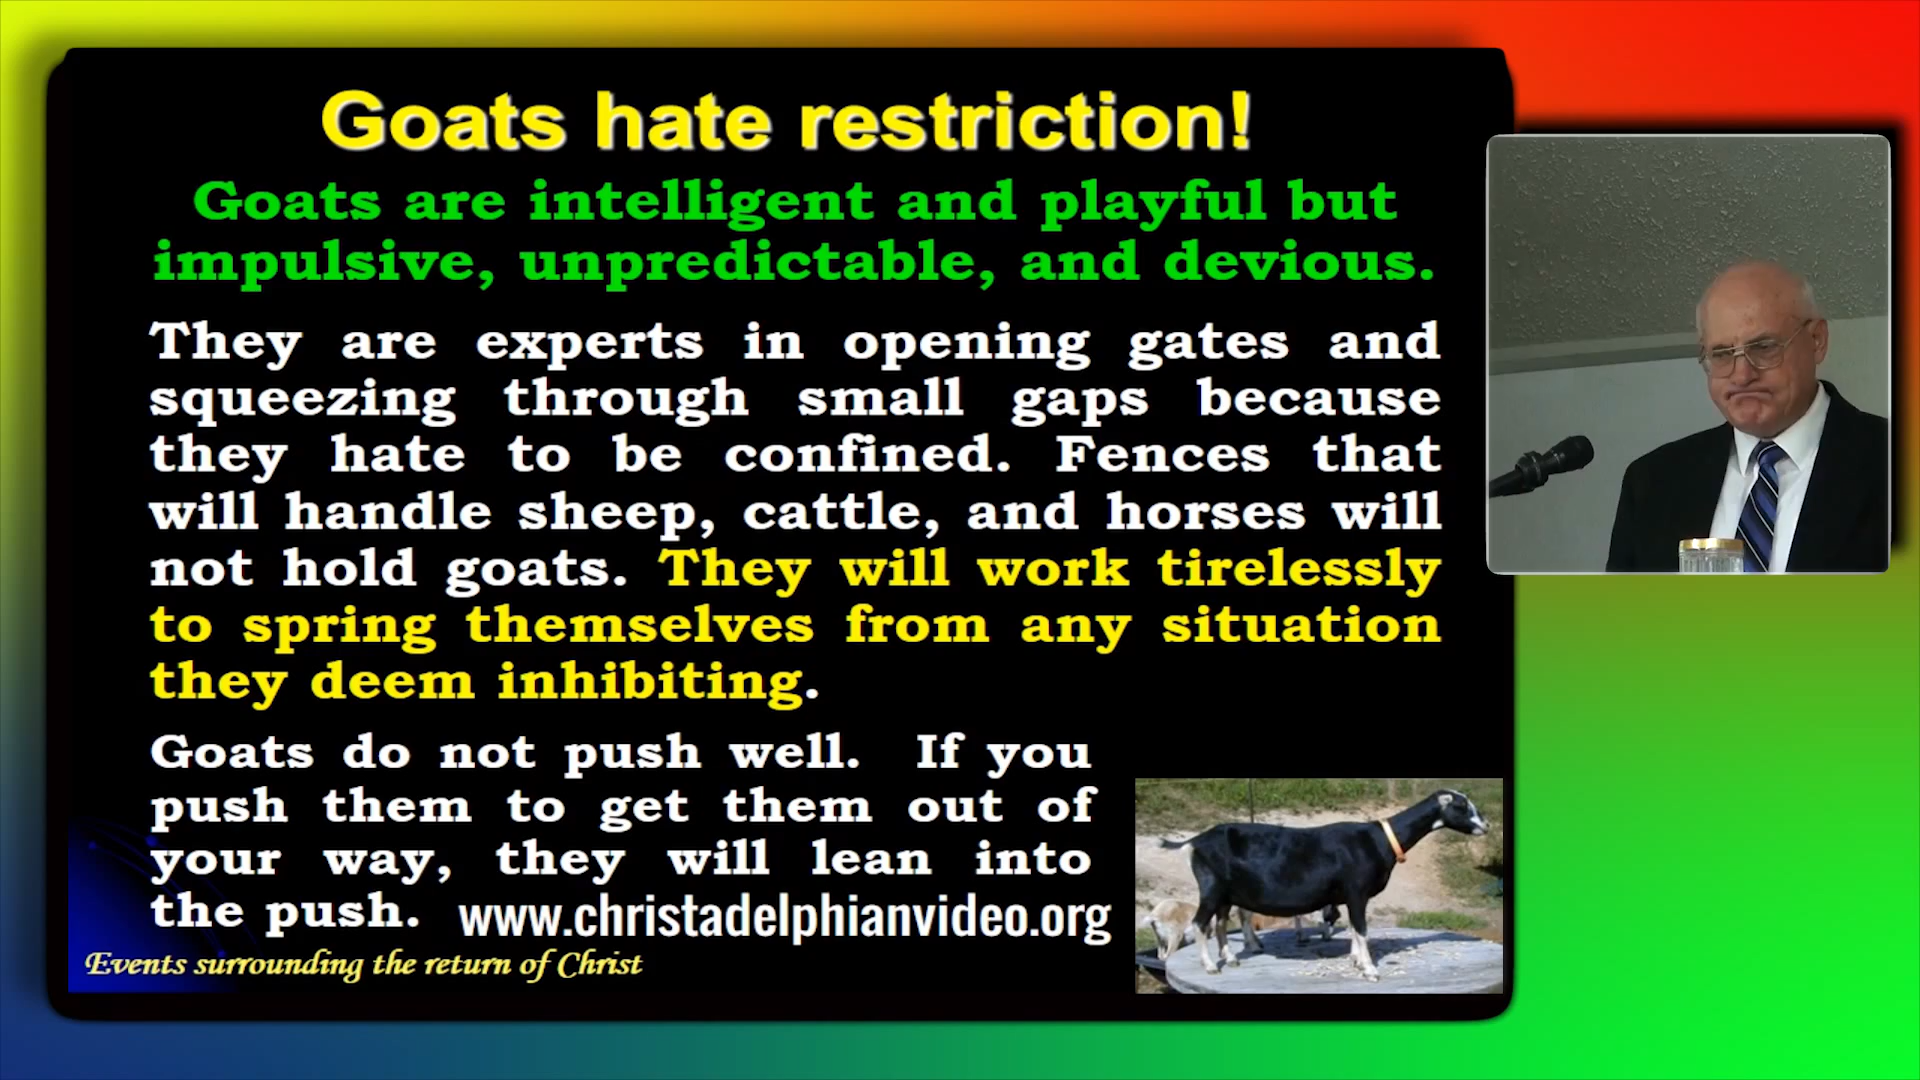 Goats hate restriction!
Goats are intelligent and playful but
impulsive, unpredictable, and devious.
They are experts in opening gates and
squeezing through small gaps because
they hate to be confined. Fences that
will handle sheep, cattle, and horses will
not hold goats. They will work tirelessly
to spring themselves from any situation
they deem inhibiting.
Goats do not push well. If you
push them to get them out of
your way, they will lean into
the push.
www.christadelphianvideo.org
Events surrounding the return of Christ